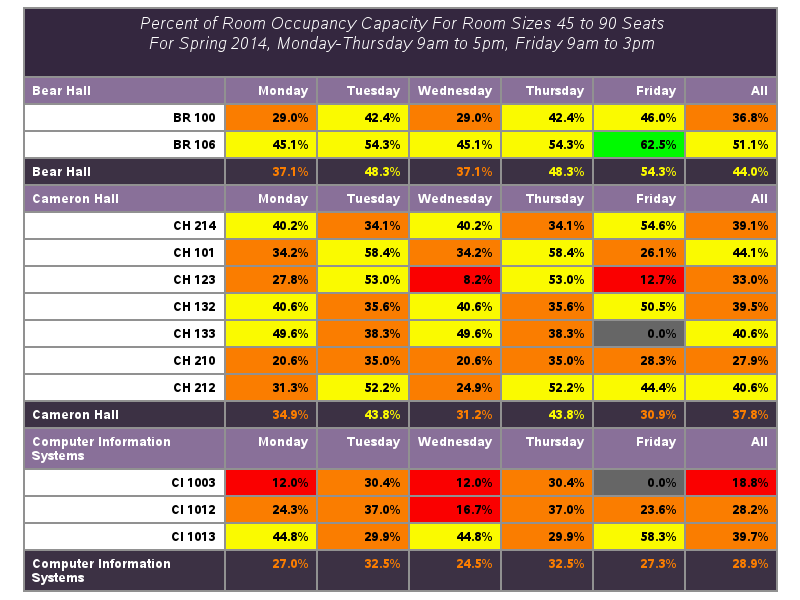 Percent of Room Occupancy Capacity For Room Sizes 45 to 90 Seats
For Spring 2014, Monday-Thursday 9am to 5pm, Friday 9am to 3pm
Bear Hall Monday Tuesday Wednesday Thursday Friday All
BR 100 29.0% 42.4% 29.0% 42.4% 46.0% 36.8%
BR 106 45.1% 54.3% 45.1% 54.3% 62.5% 51.1%
Bear Hall 37.1% 48.3% 37.1% 48.3% 54.3% 44.0%
Cameron Hall Monday Tuesday Wednesday Thursday Friday All
CH 214 40.2% 34.1% 40.2% 34.1% 54.6% 39.1%
CH 101 34.2% 58.4% 34.2% 58.4% 26.1% 44.1%
CH 123 27.8% 53.0% 8.2% 53.0% 12.7% 33.0%
CH 132 40.6% 35.6% 40.6% 35.6% 50.5% 39.5%
CH 133 49.6% 38.3% 49.6% 38.3% 0.0% 40.6%
CH 210 20.6% 35.0% 20.6% 35.0% 28.3% 27.9%
CH 212 31.3% 52.2% 24.9% 52.2% 44.4% 40.6%
Cameron Hall 34.9% 43.8% 31.2% 43.8% 30.9% 37.8%
Computer Information Monday Tuesday Wednesday Thursday Friday All
Systems
CI 1003 12.0% 30.4% 12.0% 30.4% 0.0% 18.8%
CI 1012 24.3% 37.0% 16.7% 37.0% 23.6% 28.2%
CI 1013 44.8% 29.9% 44.8% 29.9% 58.3% 39.7%
Computer Information 27.0% 32.5% 24.5% 32.5% 27.3% 28.9%
Systems